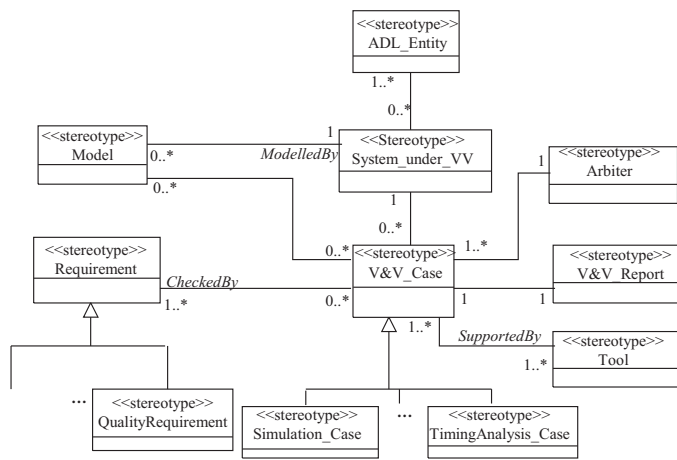 <<stereotype>>
ADL_Entity
1..*
0..*
<<stereotype>>
Model
0..*
1
ModelledBy
<<Stereotype>>
System_under_VV
<<stereotype>>
Arbiter
1
0..*
1
0..*
0..*
1..*
<<stereotype>>
Requirement
CheckedBy
1..*
0..*
<<stereotype>>
V&V_Case
1
1
<<stereotype>>
V&V_Report
1..*
SupportedBy
1..*
<<stereotype>>
Tool
...
<<stereotype>>
QualityRequirement
<<stereotype>>
Simulation_Case
...
<<stereotype>>
TimingAnalysis_Case